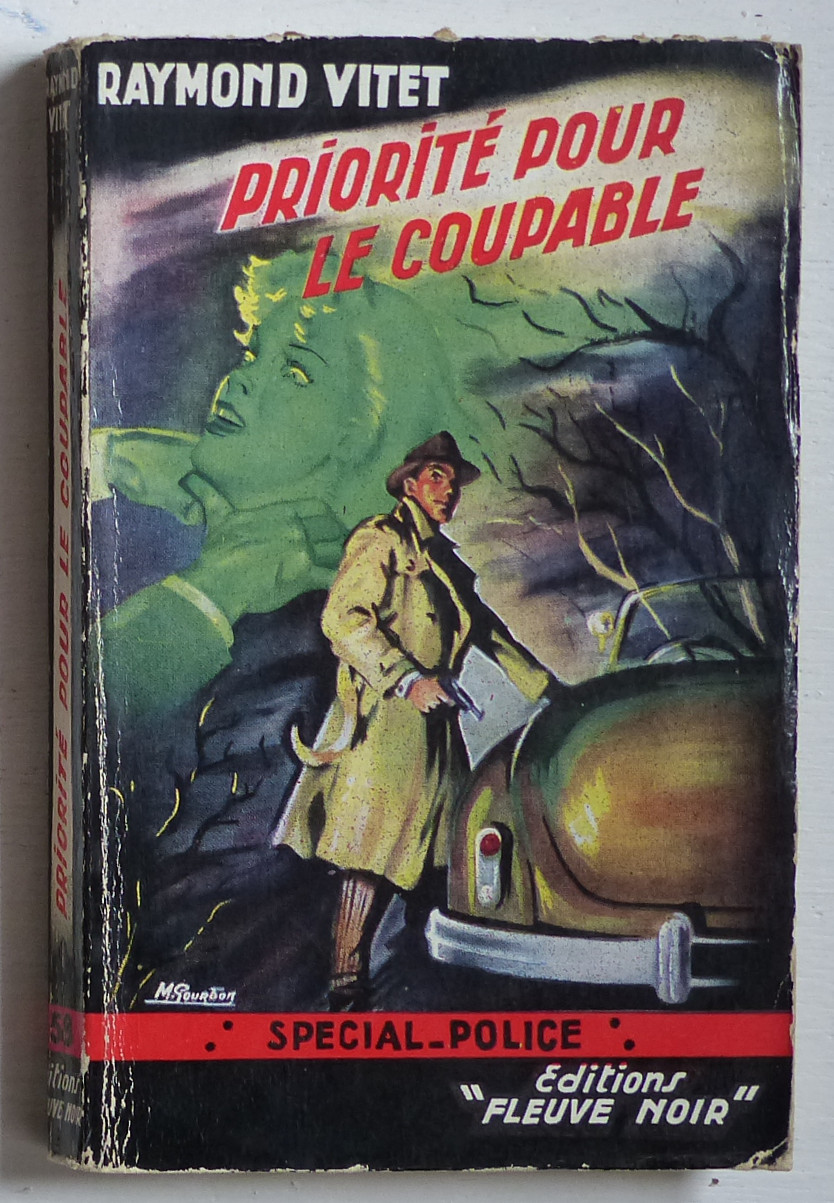 RAYMOND VITET
PRIORITÉ POUR
LE COUPABLE
M. Gourdon
SPECIAL-POLICE
Editions
"FLEUVE NOIR"
PRIORITÉ POUR LE COUPABLE